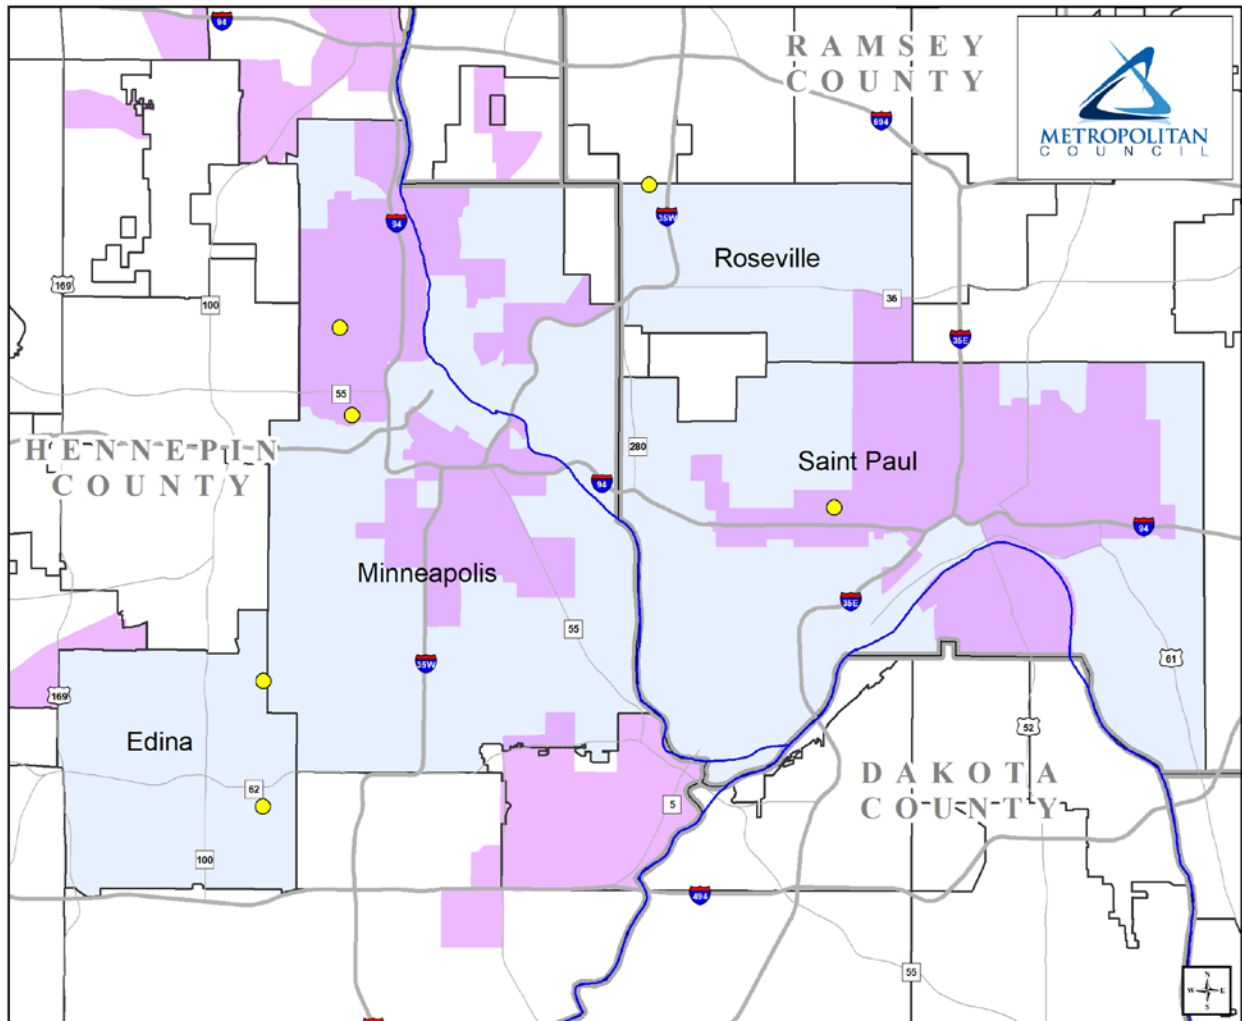 94
RAMSEY
COUNTY
METROPOLITAN
COUNCIL
694
94
35W
Roseville
169
100
36
35E
55
HENNEPIN
COUNTY
280
Saint Paul
94
94
Minneapolis
35E
55
35W
61
169
52
Edina
DAKOTA
COUNTY
62
5
100
494
55
N
W E
S